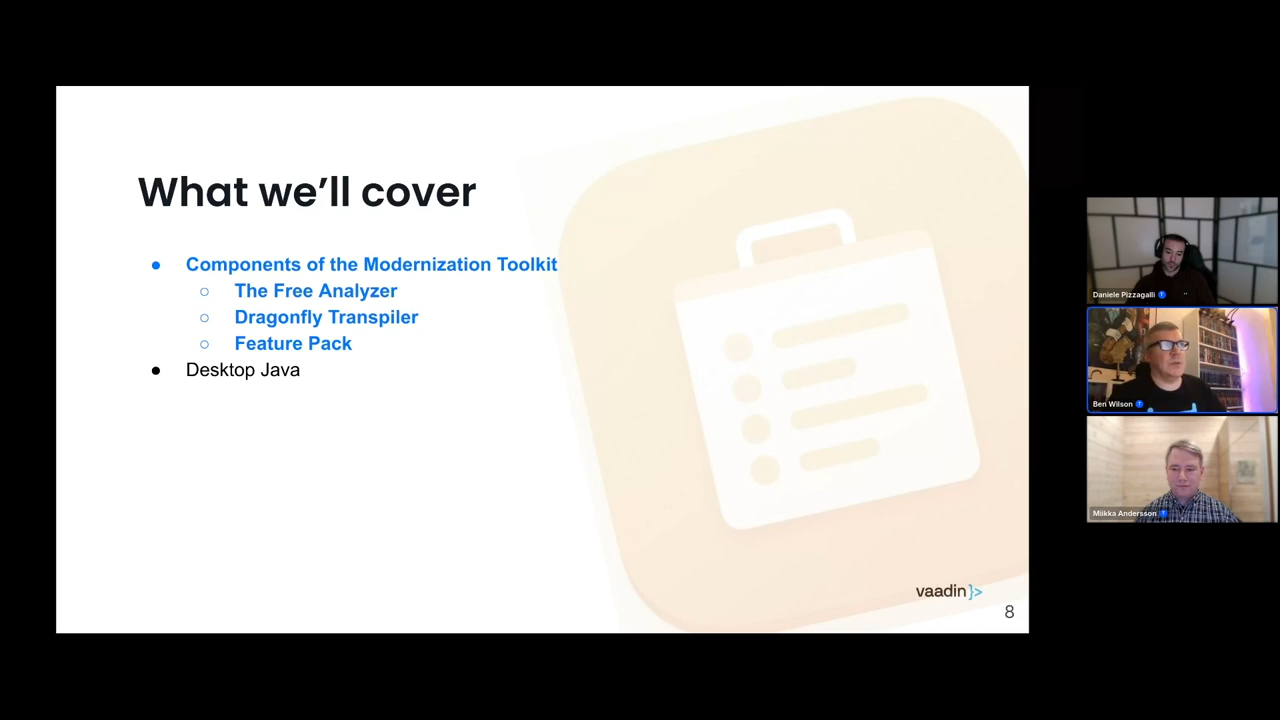 What we'll cover
● Components of the Modernization Toolkit
○ The Free Analyzer
○ Dragonfly Transpiler
○ Feature Pack
● Desktop Java
vaadin}>
8
Daniele Pizzagalli
Ben Wilson
Miikka Andersson